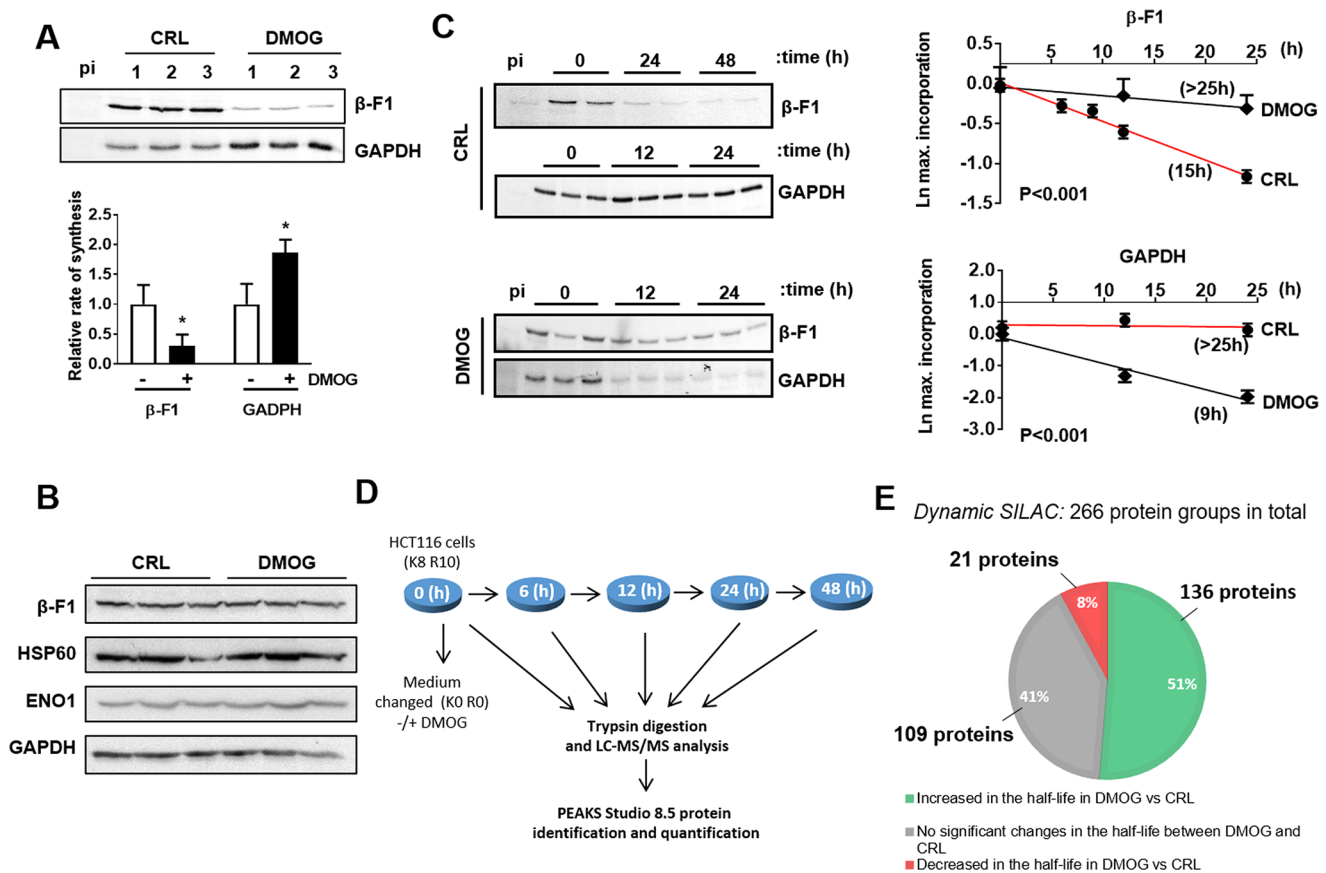 A
CRL DMOG
pi 1 2 3 1 2 3
β-F1
GAPDH
Relative rate of synthesis
2.5
2.0
1.5
1.0
0.5
0.0
* *
- + - + DMOG
β-F1 GADPH
B
CRL DMOG
β-F1
HSP60
ENO1
GAPDH
C
pi 0 24 48 :time (h)
β-F1
CRL
0 12 24 :time (h)
GAPDH
pi 0 12 24 :time (h)
β-F1
DMOG
GAPDH
β-F1
Ln max. incorporation
0.5
0.0
-0.5
-1.0
-1.5
5 10 15 20 25 (h)
(>25h)
DMOG
(15h)
CRL
P<0.001
GAPDH
Ln max. incorporation
2.0
1.0
0.0
-1.0
-2.0
-3.0
5 10 15 20 25 (h)
CRL
(>25h)
DMOG
(9h)
P<0.001
D
HCT116 cells
(K8 R10)
0 (h) 6 (h) 12 (h) 24 (h) 48 (h)
Medium
changed (K0 R0)
-/+ DMOG
Trypsin digestion
and LC-MS/MS analysis
PEAKS Studio 8.5 protein
identification and quantification
E
Dynamic SILAC: 266 protein groups in total
21 proteins
8%
136 proteins
51%
41%
109 proteins
Increased in the half-life in DMOG vs CRL
No significant changes in the half-life between DMOG and
CRL
Decreased in the half-life in DMOG vs CRL